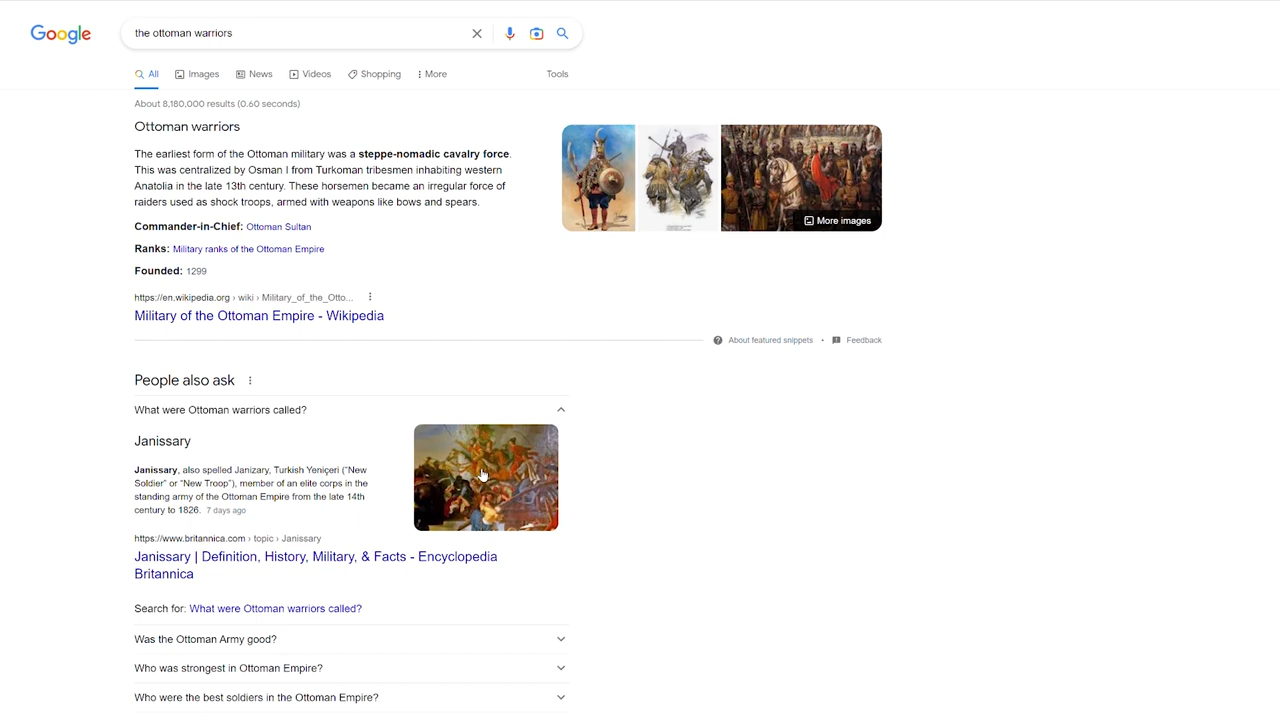 Google
the ottoman warriors
All
Images
News
Videos
Shopping
More
Tools
About 8,180,000 results (0.60 seconds)
Ottoman warriors
The earliest form of the Ottoman military was a steppe-nomadic cavalry force.
This was centralized by Osman I from Turkoman tribesmen inhabiting western
Anatolia in the late 13th century. These horsemen became an irregular force of
raiders used as shock troops, armed with weapons like bows and spears.
More images
Commander-in-Chief: Ottoman Sultan
Ranks: Military ranks of the Ottoman Empire
Founded: 1299
https://en.wikipedia.org › wiki › Military_of_the_Otto...
Military of the Ottoman Empire - Wikipedia
About featured snippets • Feedback
People also ask
What were Ottoman warriors called?
Janissary
Janissary, also spelled Janizary, Turkish Yeniçeri ("New
Soldier" or "New Troop"), member of an elite corps in the
standing army of the Ottoman Empire from the late 14th
century to 1826. 7 days ago
https://www.britannica.com › topic › Janissary
Janissary | Definition, History, Military, & Facts - Encyclopedia
Britannica
Search for: What were Ottoman warriors called?
Was the Ottoman Army good?
Who was strongest in Ottoman Empire?
Who were the best soldiers in the Ottoman Empire?